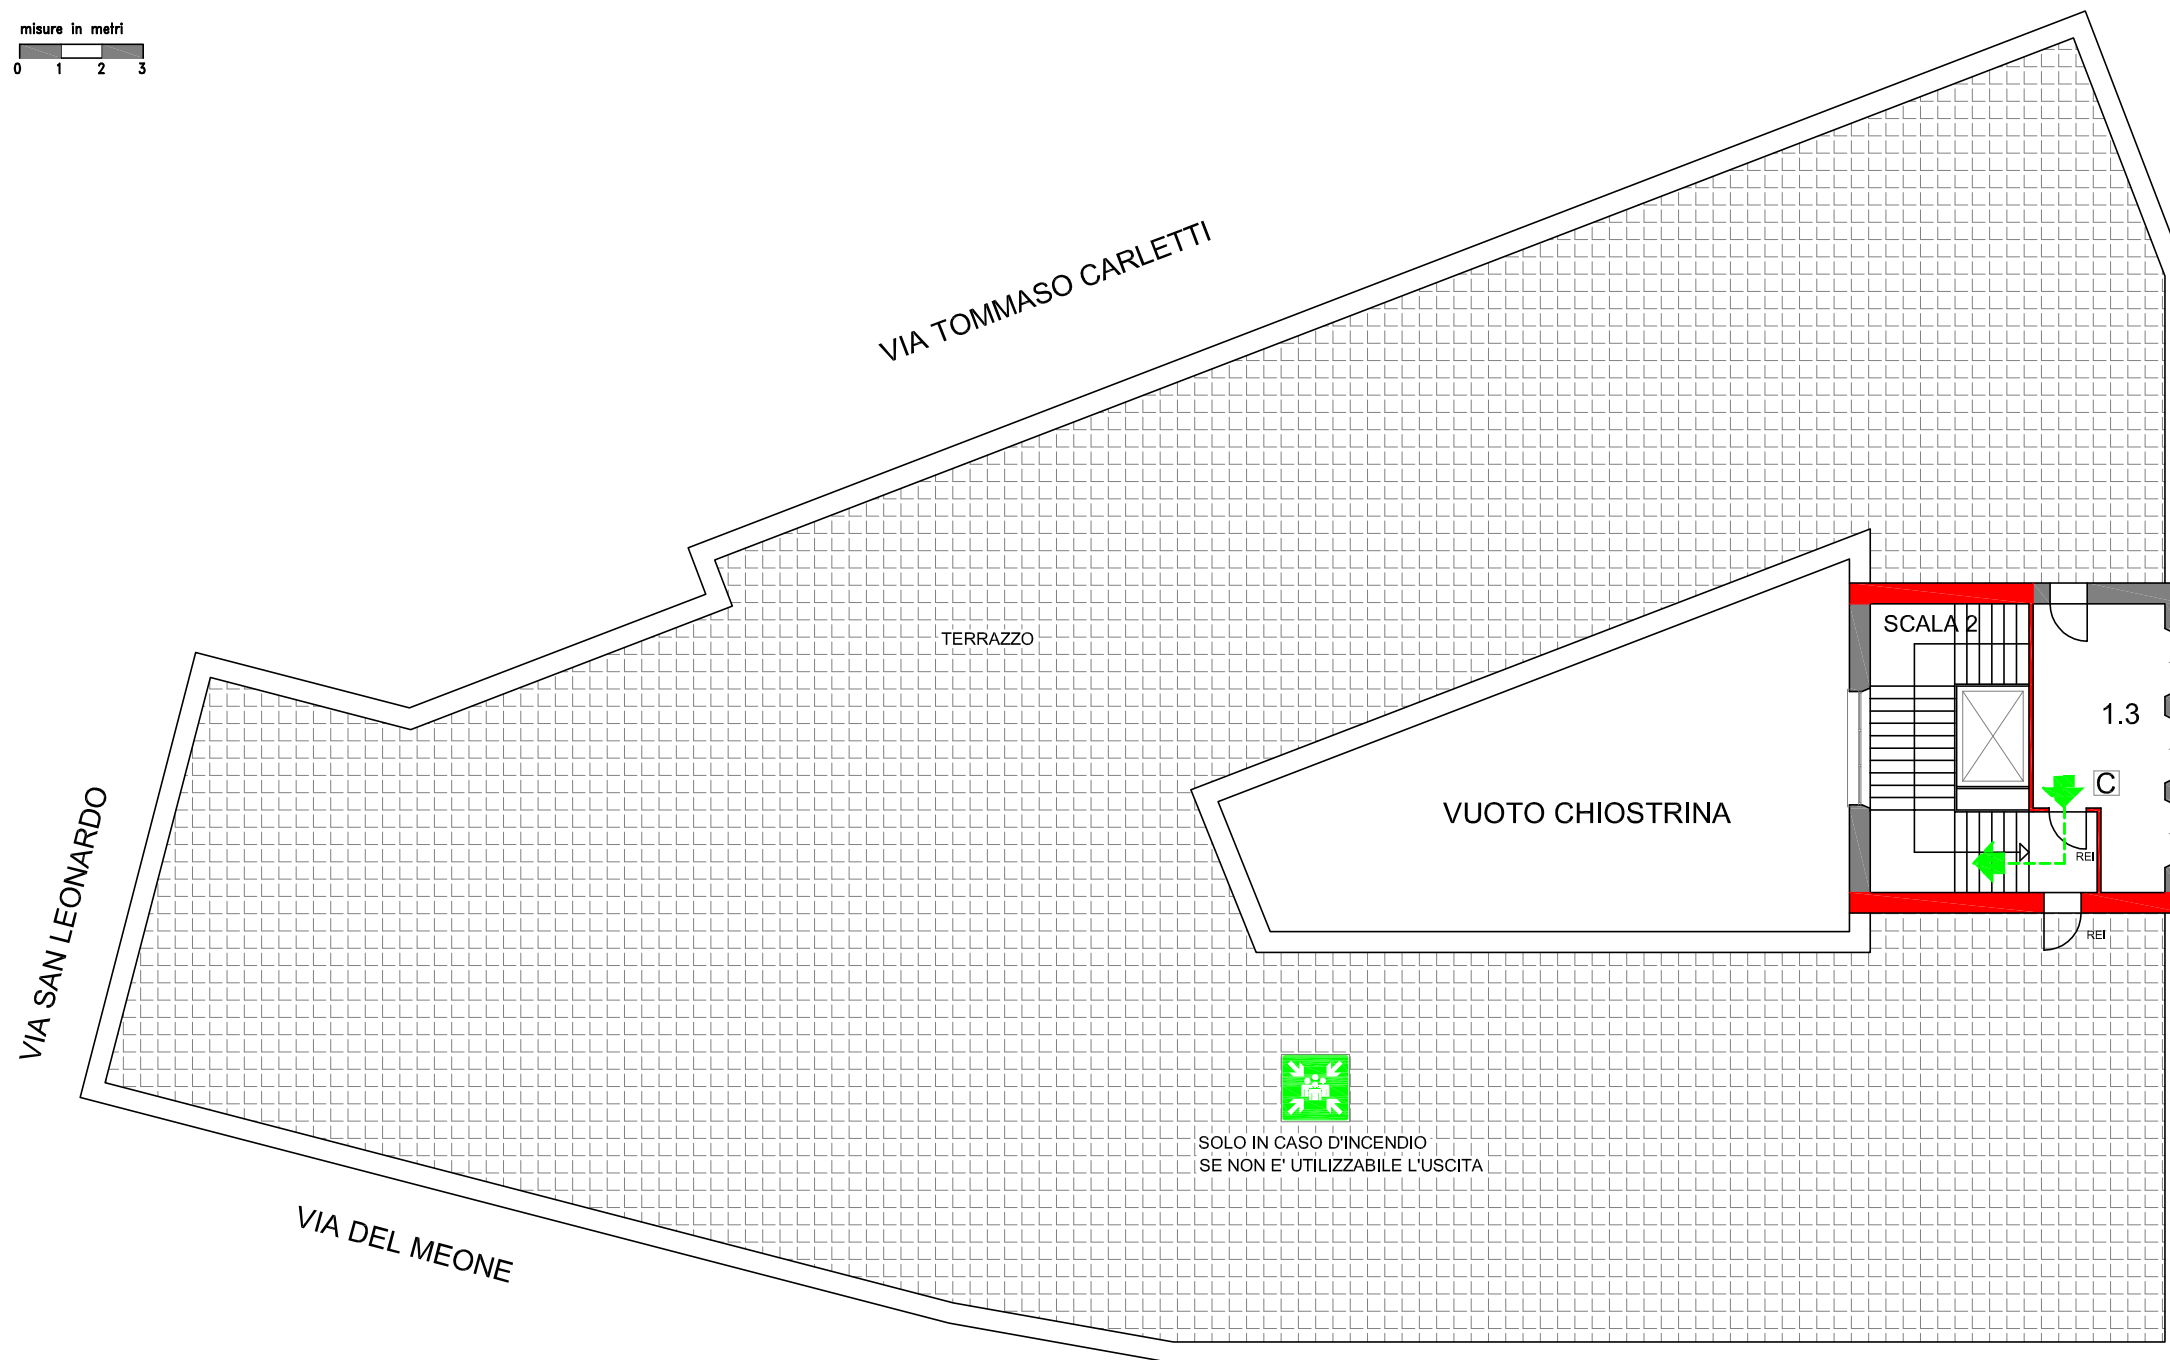 misure in metri
0 1 2 3
VIA TOMMASO CARLETTI
TERRAZZO
SCALA 2
1.3
C
VUOTO CHIOSTRINA
REI
REI
VIA SAN LEONARDO
SOLO IN CASO D'INCENDIO
SE NON E' UTILIZZABILE L'USCITA
VIA DEL MEONE